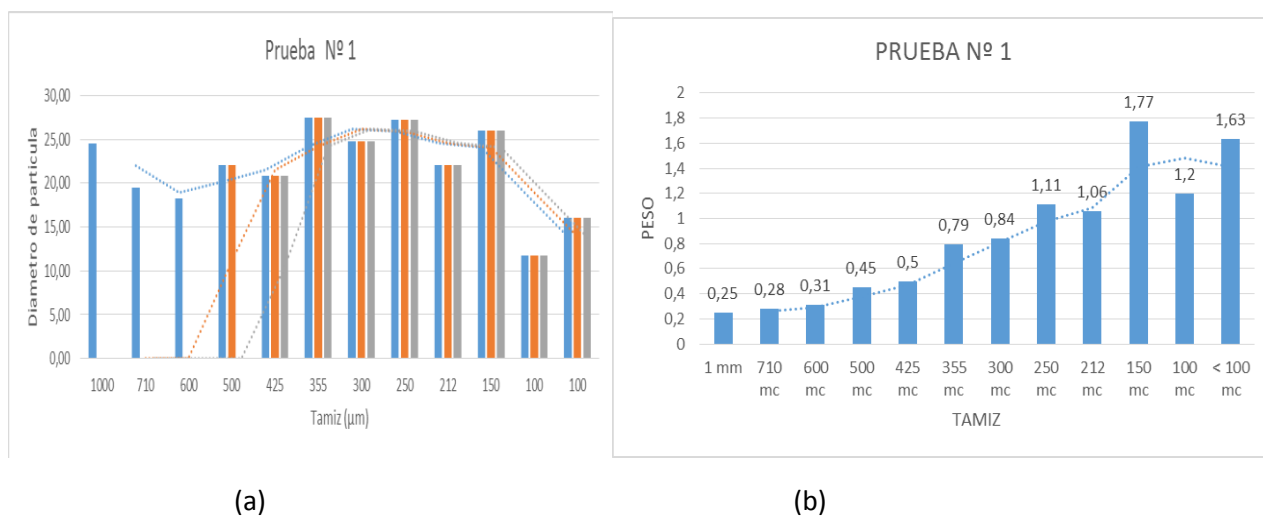 Prueba Nº 1
Diametro de particula
30,00
25,00
20,00
15,00
10,00
5,00
0,00
1000 710 600 500 425 355 300 250 212 150 100 100
Tamiz (µm)
(a)
PRUEBA Nº 1
PESO
2
1,8
1,6
1,4
1,2
1
0,8
0,6
0,4
0,2
0
0,25 0,28 0,31 0,45 0,5 0,79 0,84 1,11 1,06 1,77 1,2 1,63
1 mm 710 600 500 425 355 300 250 212 150 100 < 100
mc mc mc mc mc mc mc mc mc mc mc
TAMIZ
(b)